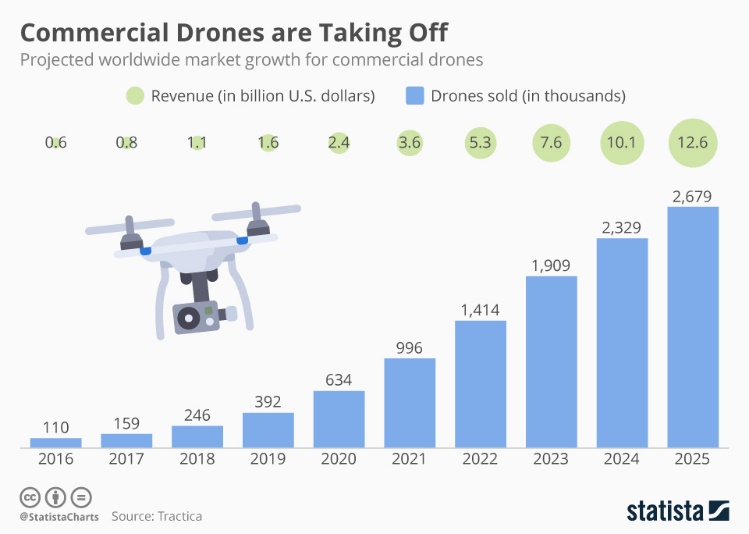 Commercial Drones are Taking Off
Projected worldwide market growth for commercial drones
Revenue (in billion U.S. dollars) Drones sold (in thousands)
0.6 0.8 1.1 1.6 2.4 3.6 5.3 7.6 10.1 12.6
2,679
2,329
1,909
1,414
996
634
392
246
159
110
2016 2017 2018 2019 2020 2021 2022 2023 2024 2025
cc
@StatistaCharts Source: Tractica
statista